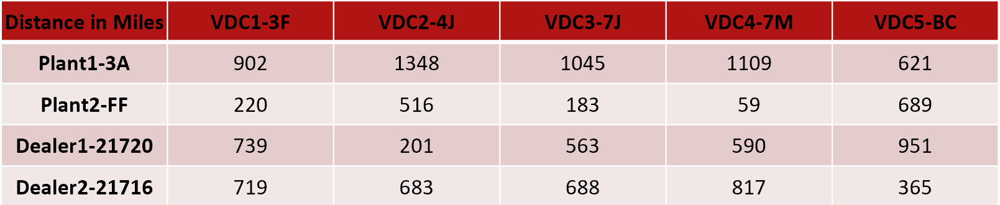 Distance in Miles VDC1-3F VDC2-4J VDC3-7J VDC4-7M VDC5-BC
Plant1-3A 902 1348 1045 1109 621
Plant2-FF 220 516 183 59 689
Dealer1-21720 739 201 563 590 951
Dealer2-21716 719 683 688 817 365